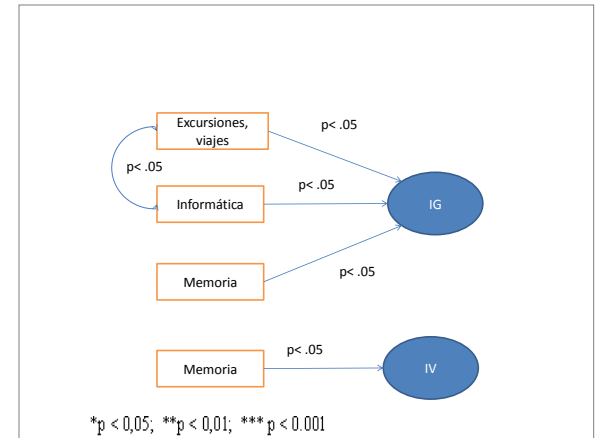 Excursiones,
viajes
p< .05
p< .05
p< .05
Informática
IG
p< .05
Memoria
p< .05
Memoria
IV
*p < 0,05; **p < 0,01; *** p < 0.001